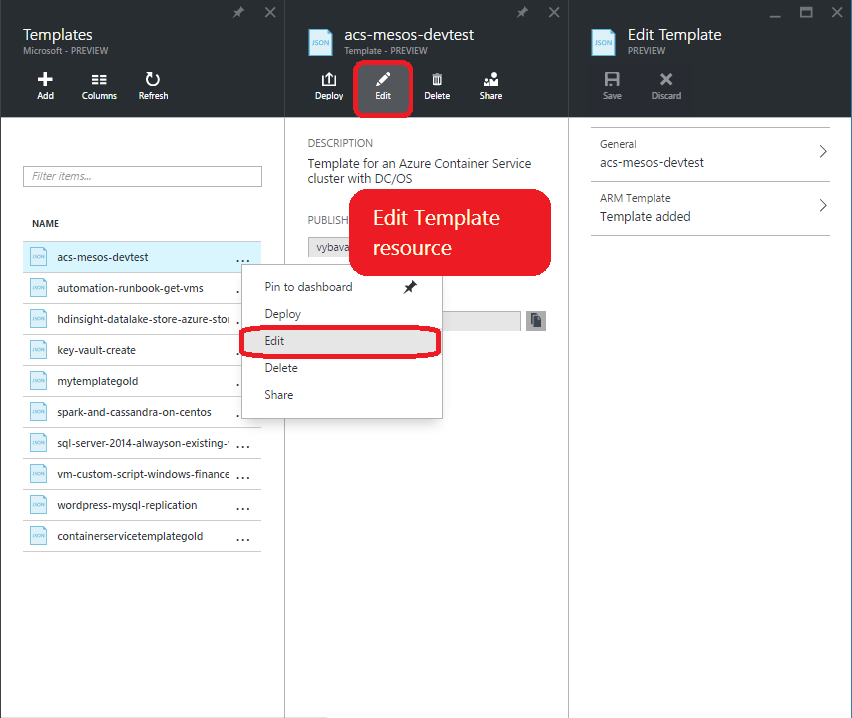 Templates
Microsoft - PREVIEW
Add
Columns
Refresh
Filter items...
NAME
JSON
acs-mesos-devtest
...
JSON
automation-runbook-get-vms
JSON
hdinsight-datalake-store-azure-stor
JSON
key-vault-create
JSON
mytemplategold
JSON
spark-and-cassandra-on-centos
JSON
sql-server-2014-alwayson-existing-
...
JSON
vm-custom-script-windows-finance
...
JSON
wordpress-mysql-replication
...
JSON
containerservicetemplategold
...
JSON
acs-mesos-devtest
Template - PREVIEW
Deploy
Edit
Delete
Share
DESCRIPTION
Template for an Azure Container Service
cluster with DC/OS
PUBLISH
vybava
Edit Template
resource
Pin to dashboard
Deploy
Edit
Delete
Share
JSON
Edit Template
PREVIEW
Save
Discard
General
acs-mesos-devtest
ARM Template
Template added